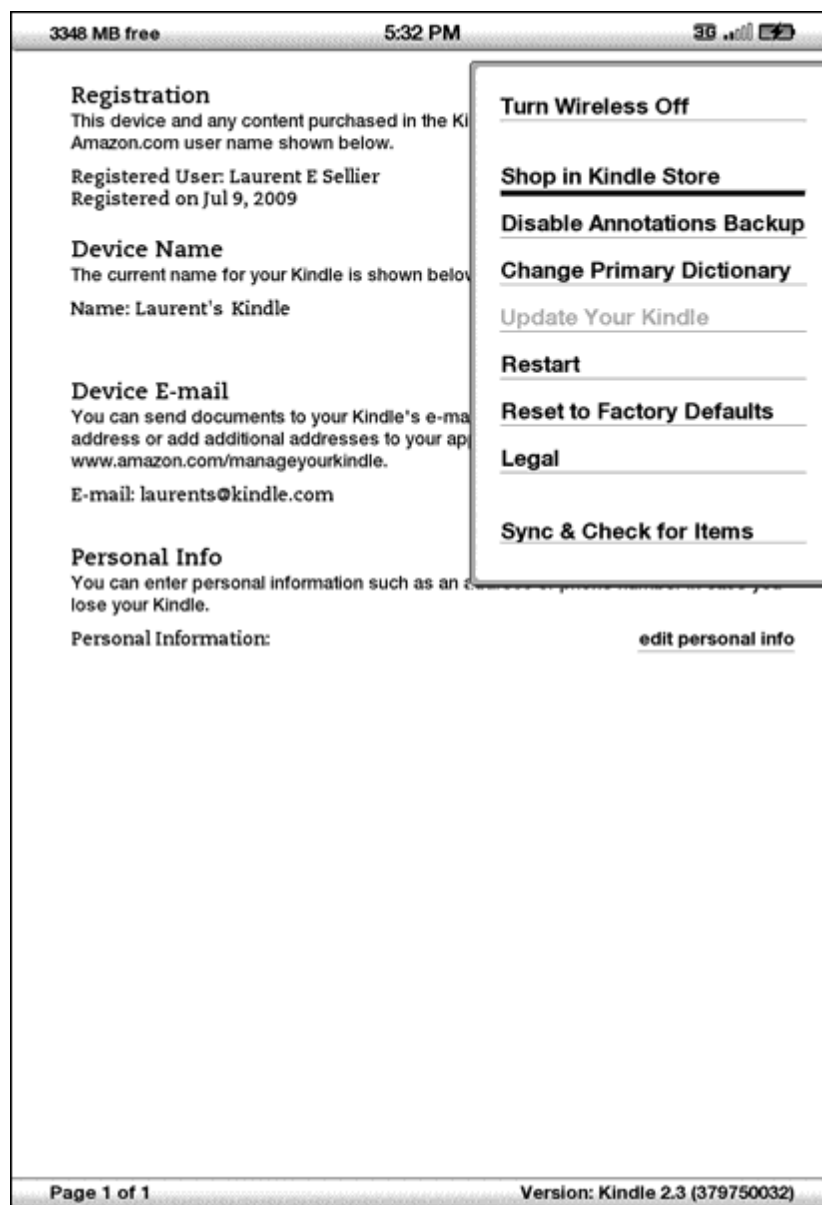 3348 MB free 5:32 PM 3G
Registration
This device and any content purchased in the Ki
Amazon.com user name shown below.
Registered User: Laurent E Sellier
Registered on Jul 9, 2009
Device Name
The current name for your Kindle is shown below
Name: Laurent's Kindle
Device E-mail
You can send documents to your Kindle's e-ma
address or add additional addresses to your ap
www.amazon.com/manageyourkindle.
E-mail: laurents@kindle.com
Personal Info
You can enter personal information such as an
lose your Kindle.
Personal Information: edit personal info
Turn Wireless Off
Shop in Kindle Store
Disable Annotations Backup
Change Primary Dictionary
Update Your Kindle
Restart
Reset to Factory Defaults
Legal
Sync & Check for Items
Page 1 of 1 Version: Kindle 2.3 (379750032)